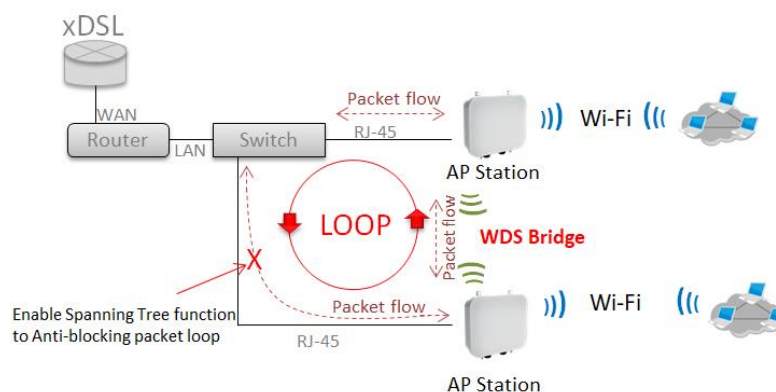 xDSL
WAN
Router
LAN
Switch
Packet flow
RJ-45
AP Station
Wi-Fi
LOOP
Packet flow
WDS Bridge
X
Enable Spanning Tree function
to Anti-blocking packet loop
Packet flow
RJ-45
AP Station
Wi-Fi